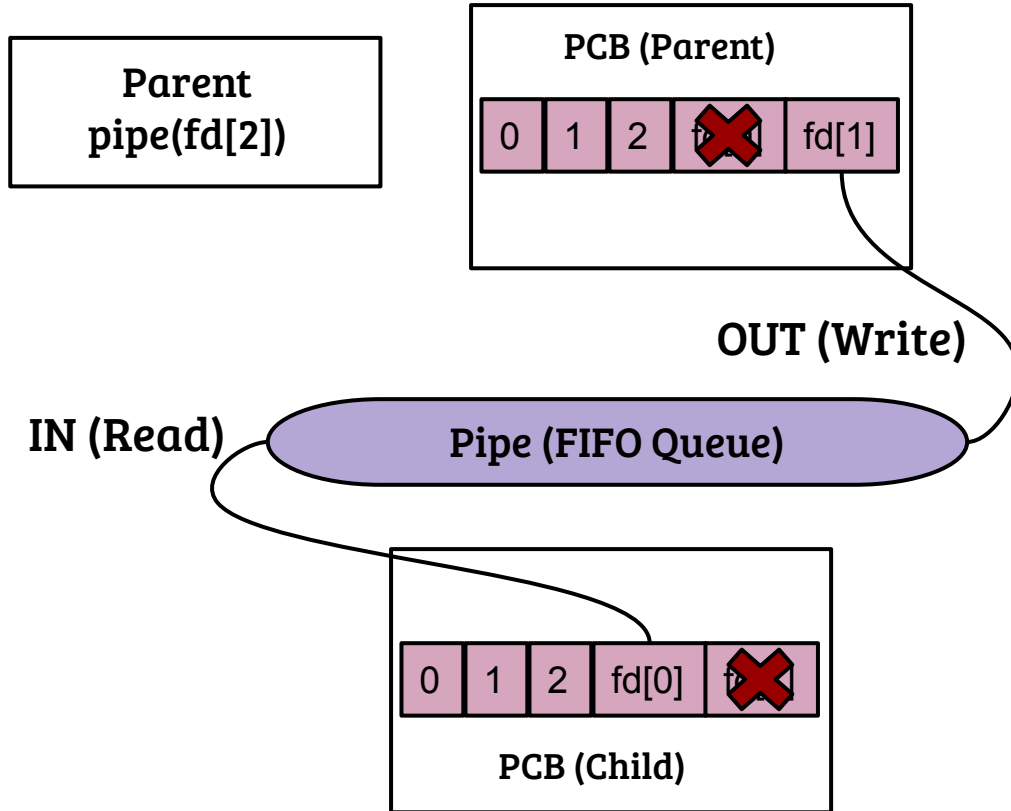 Parent
pipe(fd[2])
PCB (Parent)
0 1 2 fd[1]
OUT (Write)
IN (Read)
Pipe (FIFO Queue)
0 1 2 fd[0]
PCB (Child)